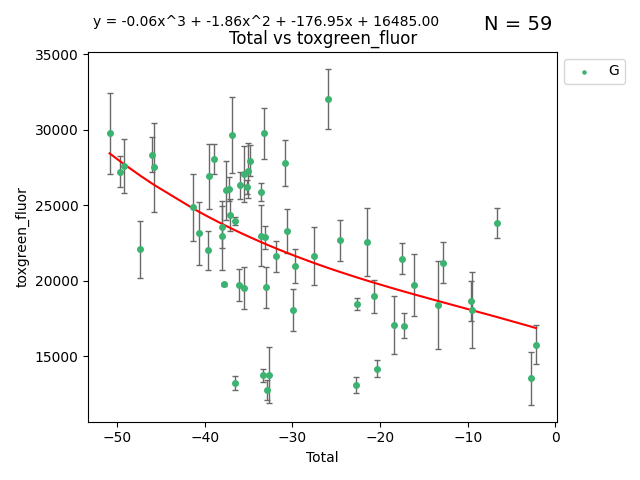 y = -0.06x^3 + -1.86x^2 + -176.95x + 16485.00
N = 59
Total vs toxgreen_fluor
G
toxgreen_fluor
35000
30000
25000
20000
15000
−50 −40 −30 −20 −10 0
Total